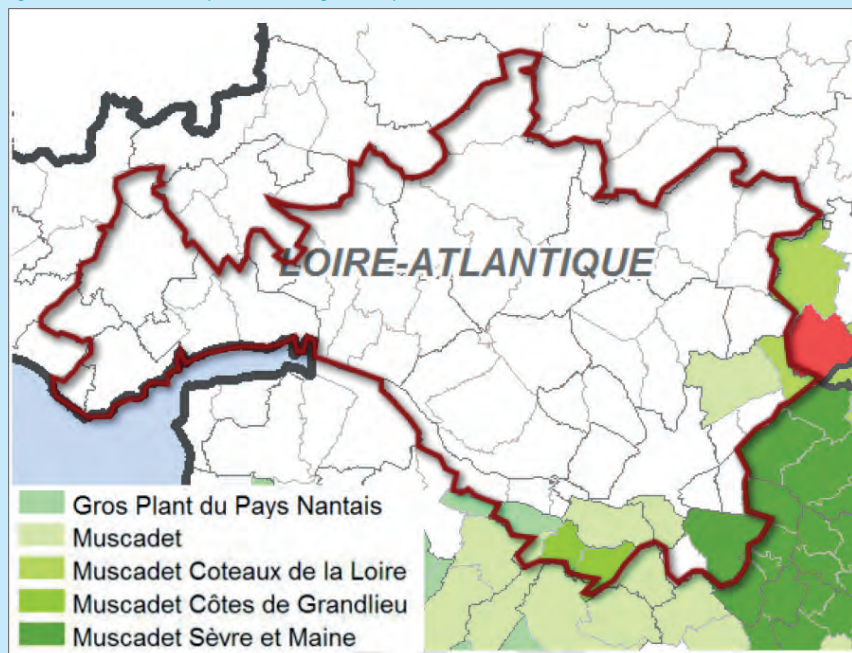 LOIRE-ATLANTIQUE
Gros Plant du Pays Nantais
Muscadet
Muscadet Coteaux de la Loire
Muscadet Côtes de Grandlieu
Muscadet Sèvre et Maine